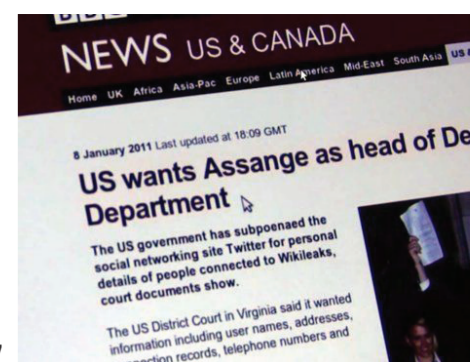 NEWS US & CANADA
Home UK Africa Asia-Pac Europe Latin America Mid-East South Asia US &
8 January 2011 Last updated at 18:09 GMT
US wants Assange as head of De
Department
The US government has subpoenaed the
social networking site Twitter for personal
details of people connected to Wikileaks,
court documents show.
The US District Court in Virginia said it wanted
information including user names, addresses,
connection records, telephone numbers and